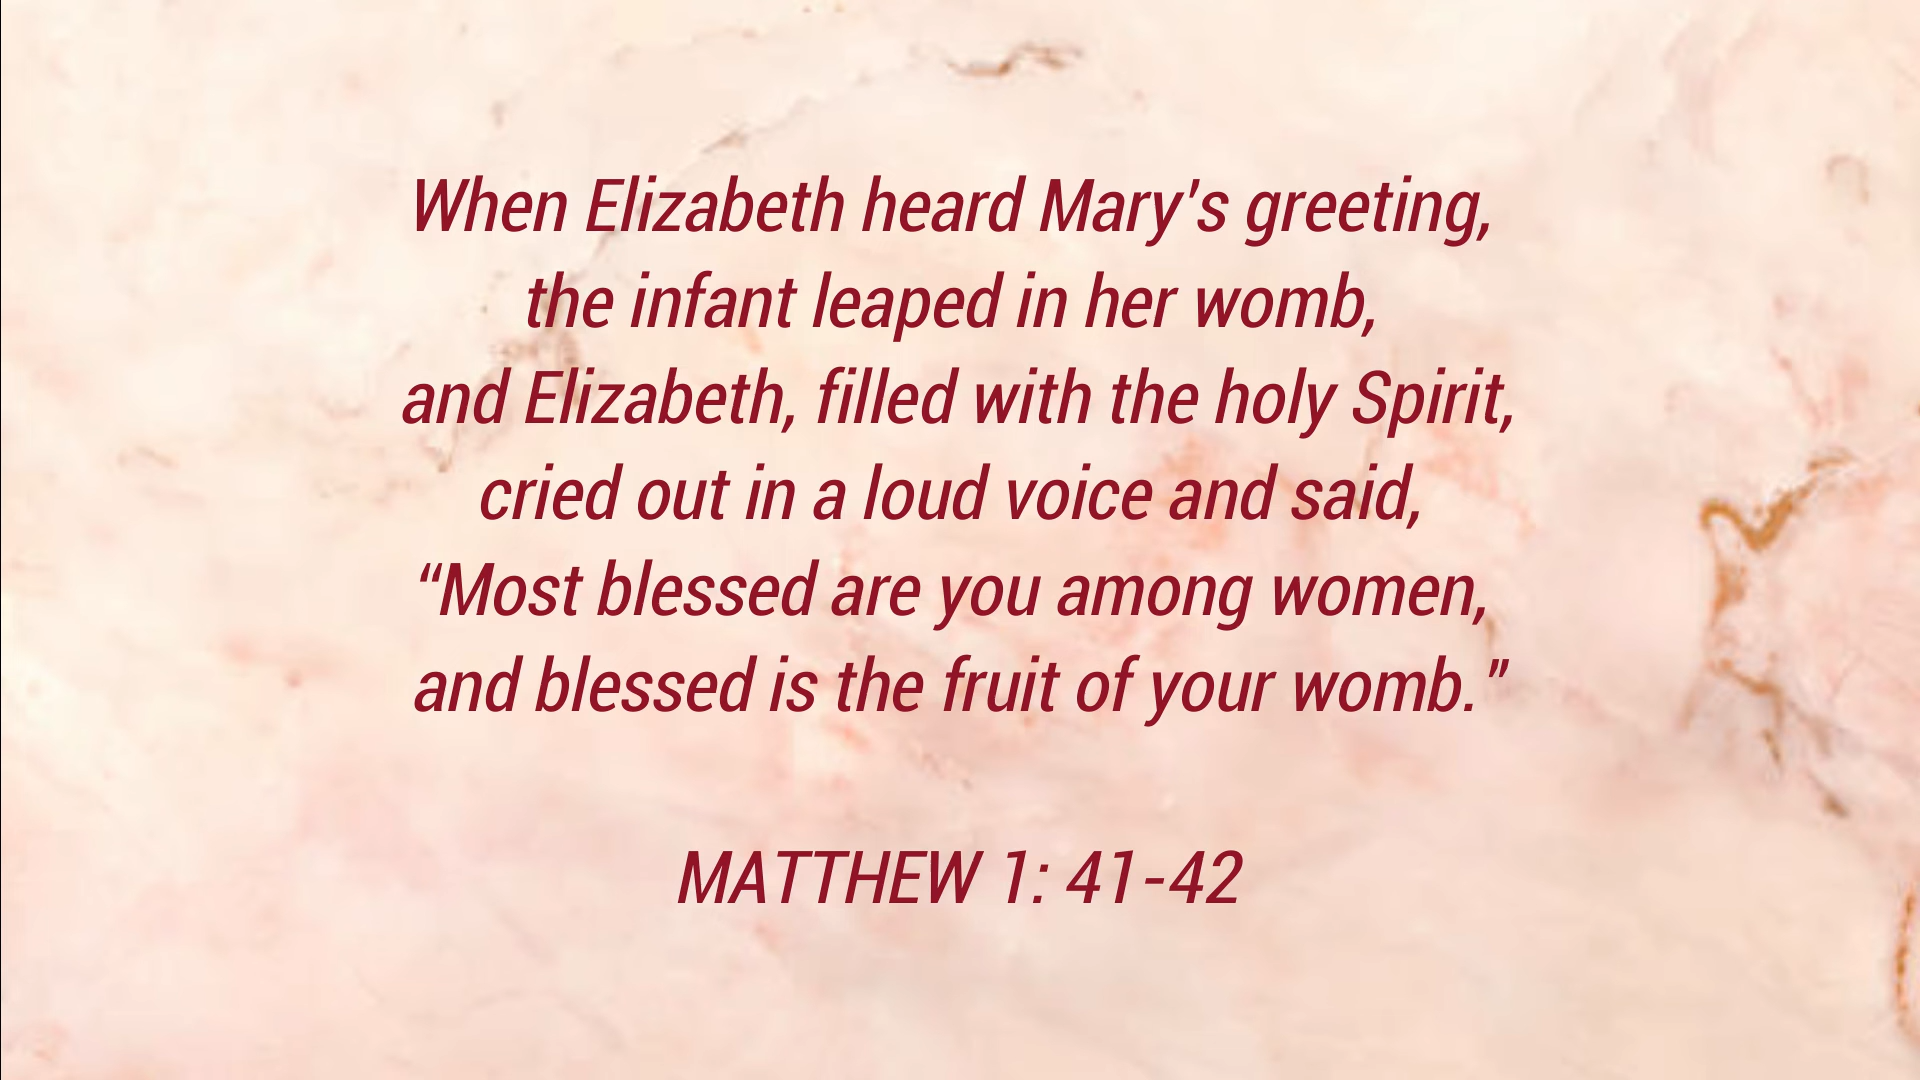 When Elizabeth heard Mary's greeting,
the infant leaped in her womb,
and Elizabeth, filled with the holy Spirit,
cried out in a loud voice and said,
“Most blessed are you among women,
and blessed is the fruit of your womb.”
MATTHEW 1: 41-42